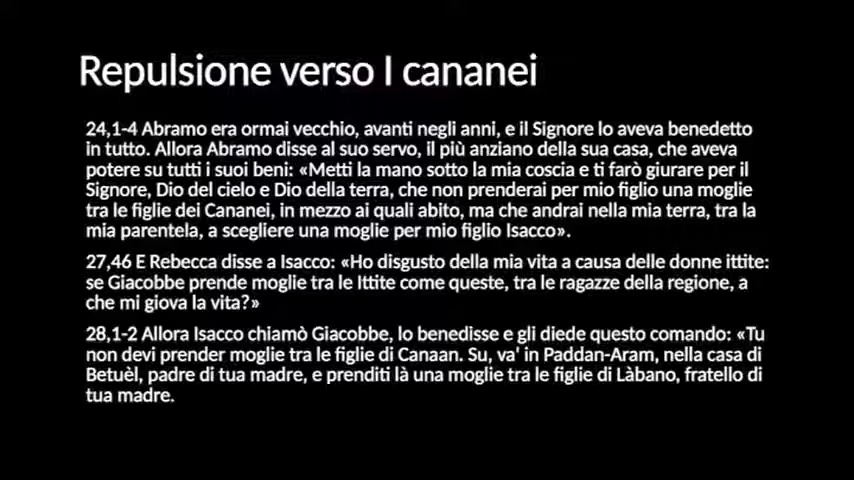 Repulsione verso I cananei
24,1-4 Abramo era ormai vecchio, avanti negli anni, e il Signore lo aveva benedetto
in tutto. Allora Abramo disse al suo servo, il più anziano della sua casa, che aveva
potere su tutti i suoi beni: «Metti la mano sotto la mia coscia e ti farò giurare per il
Signore, Dio del cielo e Dio della terra, che non prenderai per mio figlio una moglie
tra le figlie dei Cananei, in mezzo ai quali abito, ma che andrai nella mia terra, tra la
mia parentela, a scegliere una moglie per mio figlio Isacco».
27,46 E Rebecca disse a Isacco: «Ho disgusto della mia vita a causa delle donne ittite:
se Giacobbe prende moglie tra le Ittite come queste, tra le ragazze della regione, a
che mi giova la vita?»
28,1-2 Allora Isacco chiamò Giacobbe, lo benedisse e gli diede questo comando: «Tu
non devi prender moglie tra le figlie di Canaan. Su, va' in Paddan-Aram, nella casa di
Betuèl, padre di tua madre, e prenditi là una moglie tra le figlie di Làbano, fratello di
tua madre.